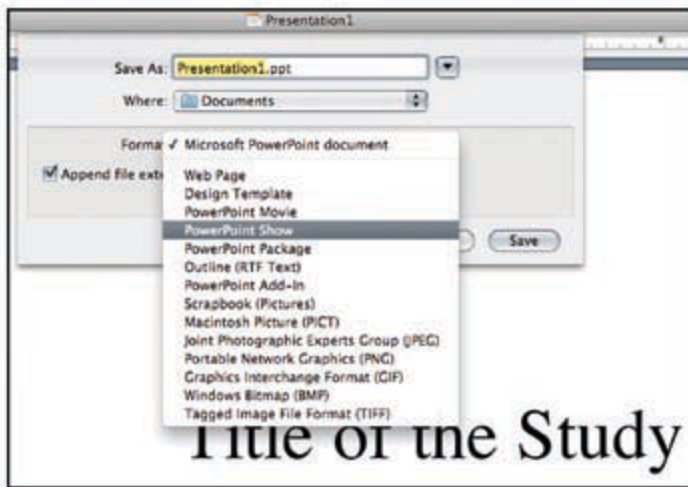 Presentation1
Save As: Presentation1.ppt
Where: Documents
Forma ✓ Microsoft PowerPoint document
Append file exte
Web Page
Design Template
PowerPoint Movie
PowerPoint Show
PowerPoint Package
Save
Outline (RTF Text)
PowerPoint Add-In
Scrapbook (Pictures)
Macintosh Picture (PICT)
Joint Photographic Experts Group (JPEG)
Portable Network Graphics (PNG)
Graphics Interchange Format (GIF)
Windows Bitmap (BMP)
Tagged Image File Format (TIFF)
Title of the Study